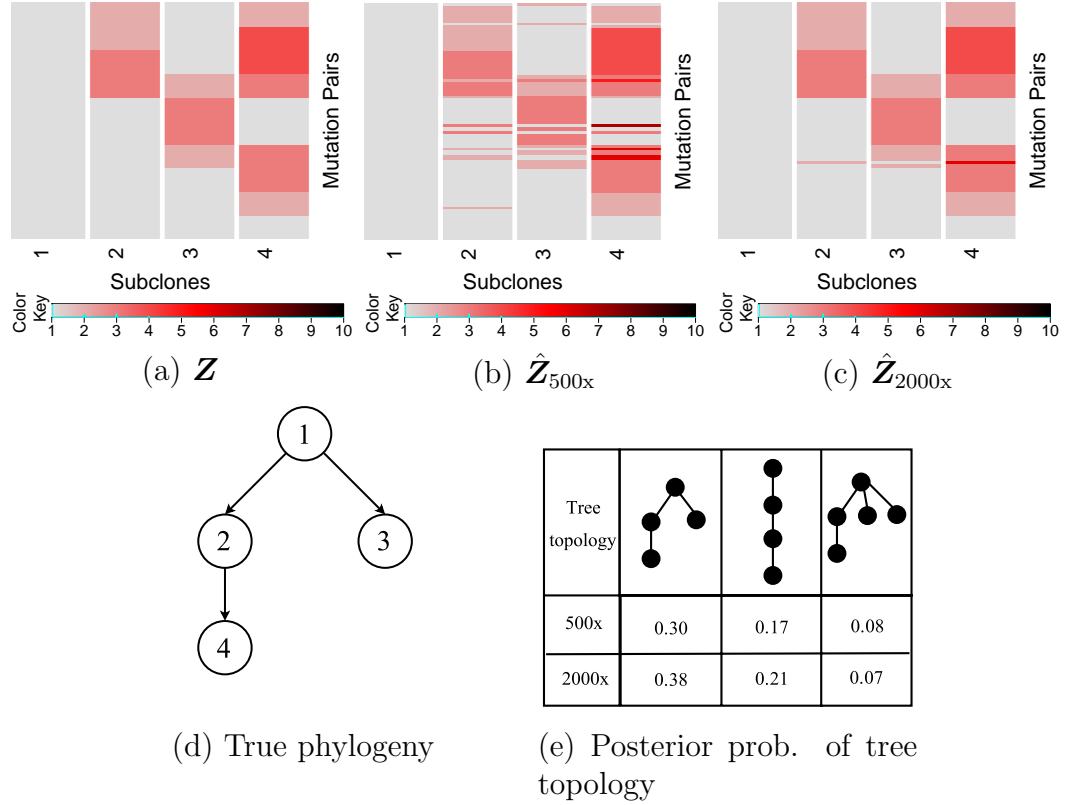 Mutation Pairs
Mutation Pairs
Mutation Pairs
1 2 3 4
1 2 3 4
1 2 3 4
Subclones
Subclones
Subclones
Color Key
Color Key
Color Key
1 2 3 4 5 6 7 8 9 10
1 2 3 4 5 6 7 8 9 10
1 2 3 4 5 6 7 8 9 10
(a) Z
(b) Ẑ500x
(c) Ẑ2000x
1
2 3
4
Tree
topology
500x 0.30 0.17 0.08
2000x 0.38 0.21 0.07
(d) True phylogeny
(e) Posterior prob. of tree
topology